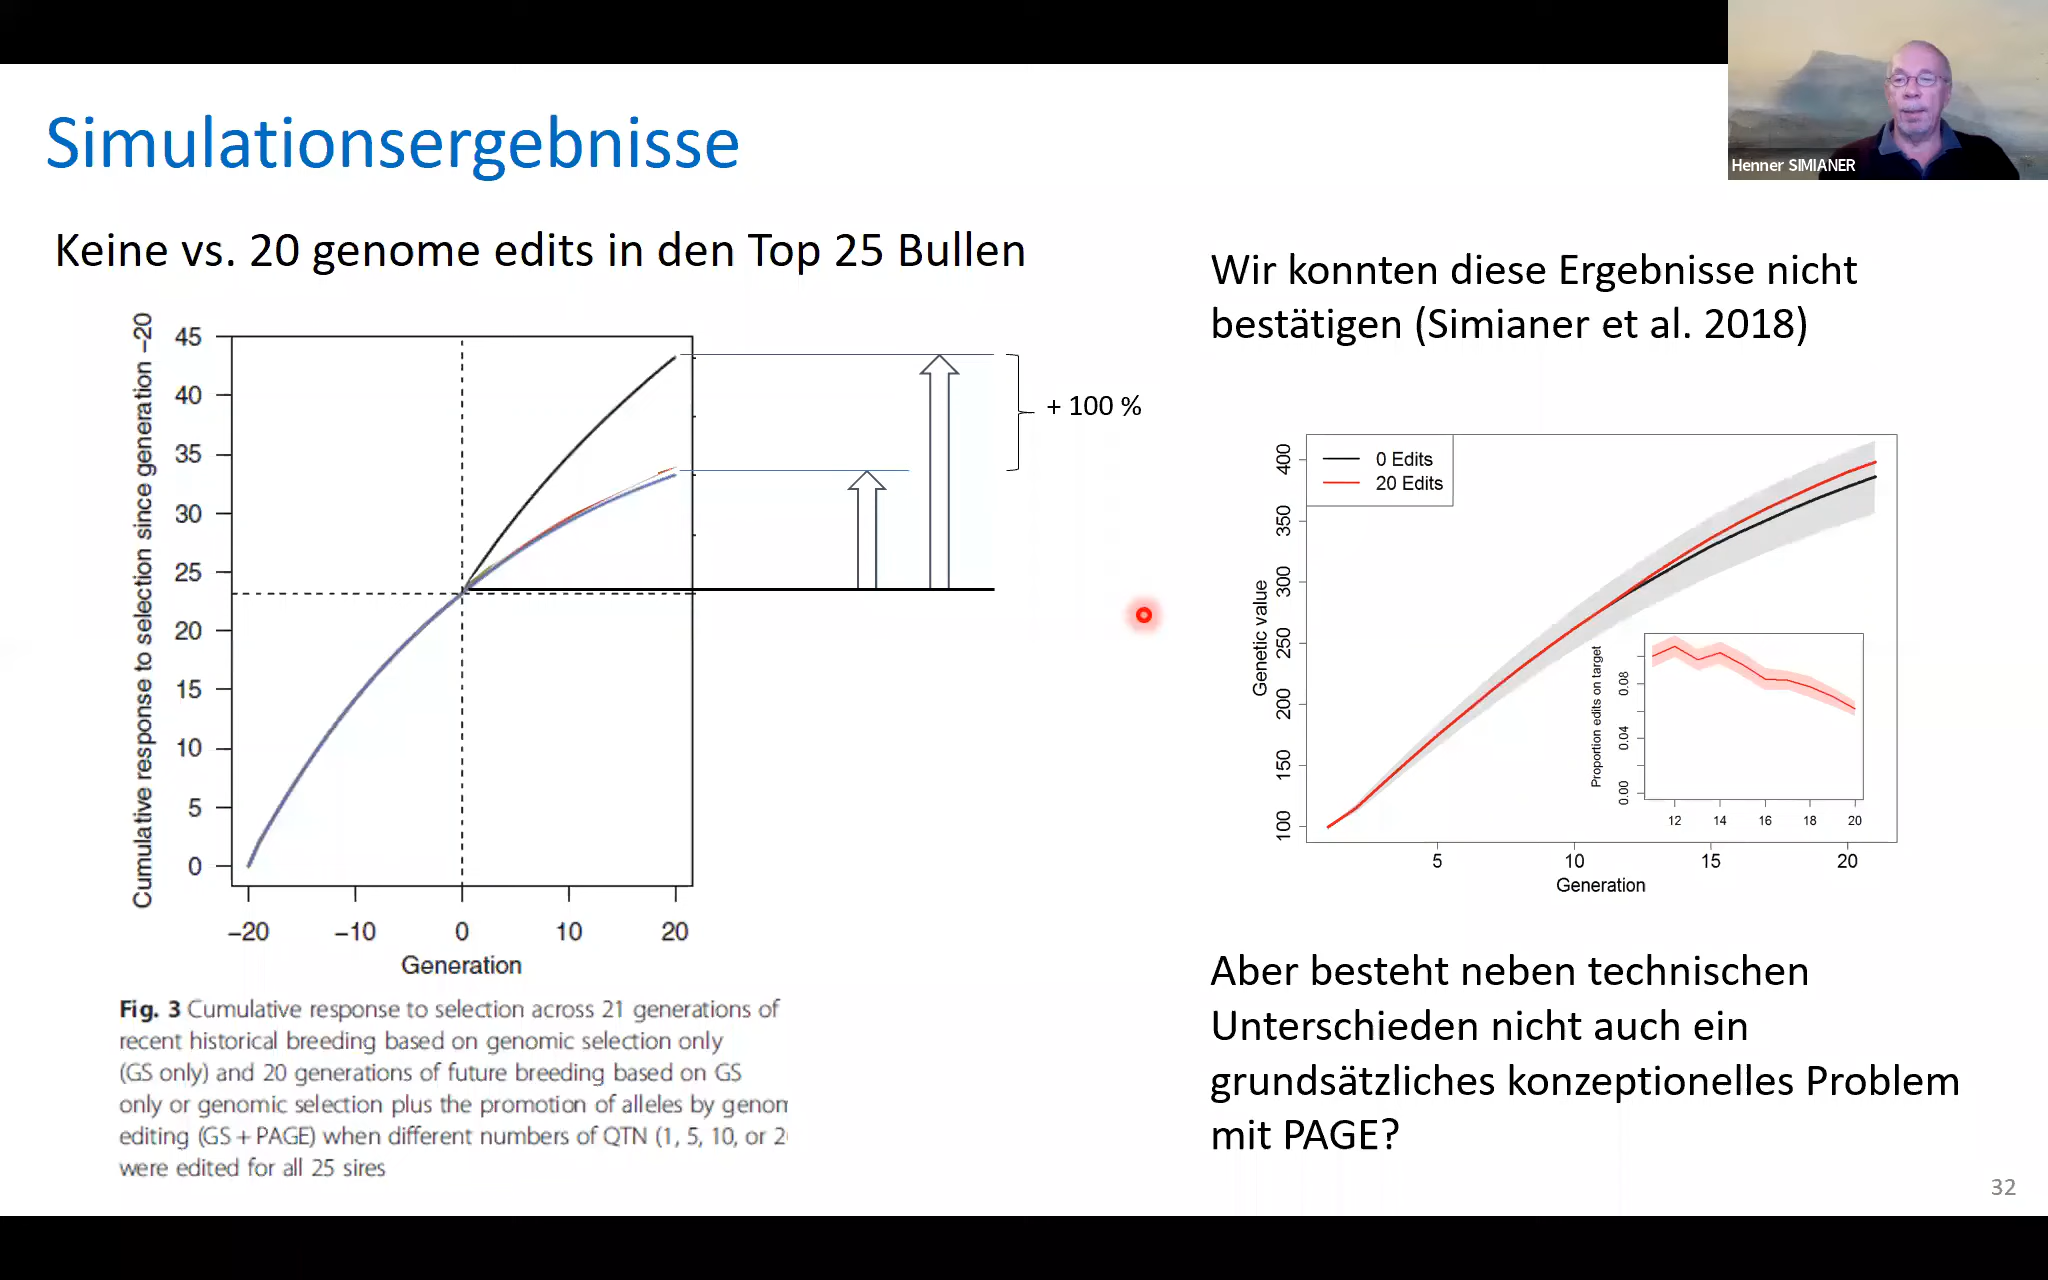 Henner SIMIANER
Simulationsergebnisse
Keine vs. 20 genome edits in den Top 25 Bullen
Cumulative response to selection since generation −20
45
40
35
30
25
20
15
10
5
0
−20
−10
0
10
20
Generation
+ 100 %
Fig. 3 Cumulative response to selection across 21 generations of
recent historical breeding based on genomic selection only
(GS only) and 20 generations of future breeding based on GS
only or genomic selection plus the promotion of alleles by genom
editing (GS + PAGE) when different numbers of QTN (1, 5, 10, or 2
were edited for all 25 sires
Wir konnten diese Ergebnisse nicht
bestätigen (Simianer et al. 2018)
0 Edits
20 Edits
Genetic value
400
350
300
250
200
150
100
5
10
15
20
Generation
Proportion edits on target
0.08
0.04
0.00
12
14
16
18
20
Aber besteht neben technischen
Unterschieden nicht auch ein
grundsätzliches konzeptionelles Problem
mit PAGE?
32